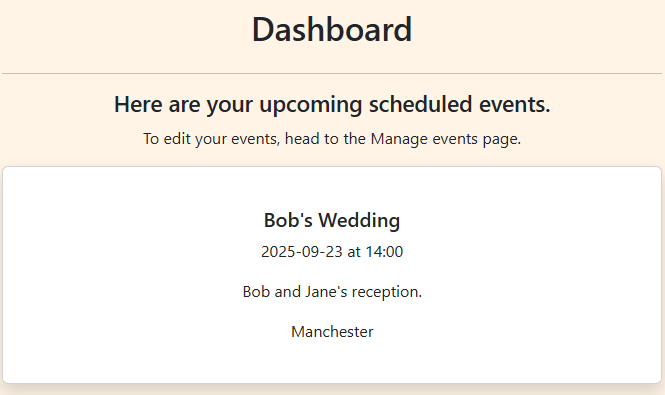 Dashboard
Here are your upcoming scheduled events.
To edit your events, head to the Manage events page.
Bob's Wedding
2025-09-23 at 14:00
Bob and Jane's reception.
Manchester